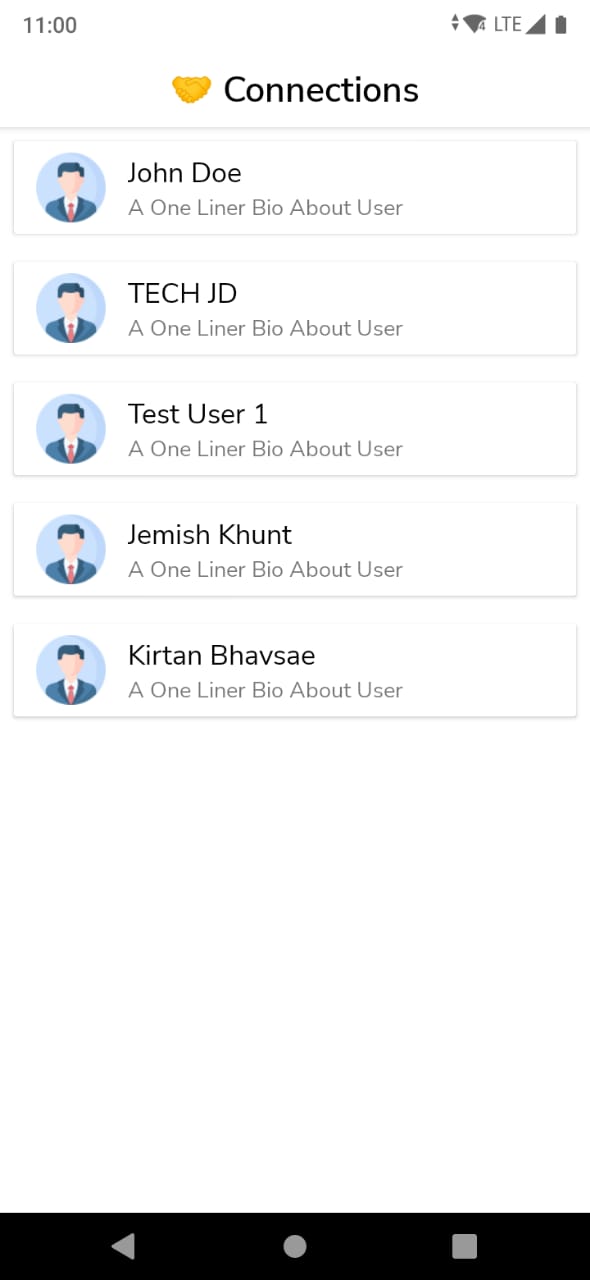 11:00
LTE
🤝 Connections
John Doe
A One Liner Bio About User
TECH JD
A One Liner Bio About User
Test User 1
A One Liner Bio About User
Jemish Khunt
A One Liner Bio About User
Kirtan Bhavsae
A One Liner Bio About User